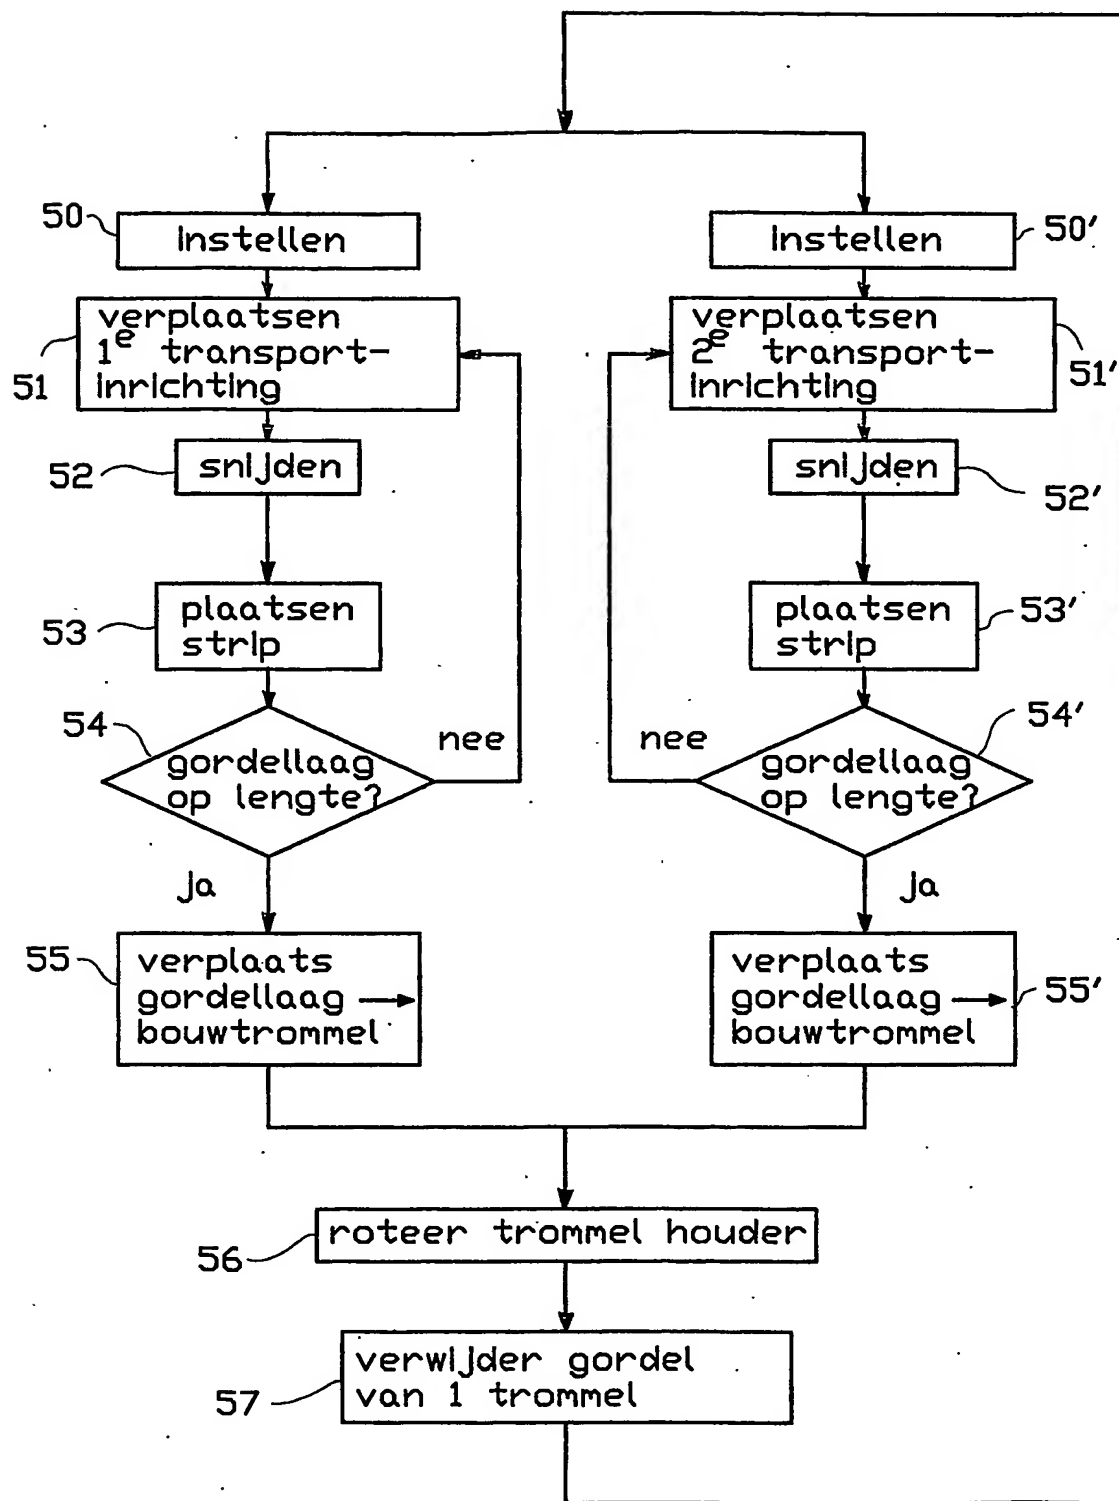 50
Instellen
Instellen
50'
verplaatsen
1e transport-
inrichting
51
verplaatsen
2e transport-
inrichting
51'
52
snijden
snijden
52'
53
plaatsen
strip
plaatsen
strip
53'
54
gordellaag
op lengte?
nee
nee
gordellaag
op lengte?
54'
Ja
Ja
55
verplaats
gordellaag →
bouwtrommel
verplaats
gordellaag →
bouwtrommel
55'
roteer trommel houder
56
verwijder gordel
van 1 trommel
57